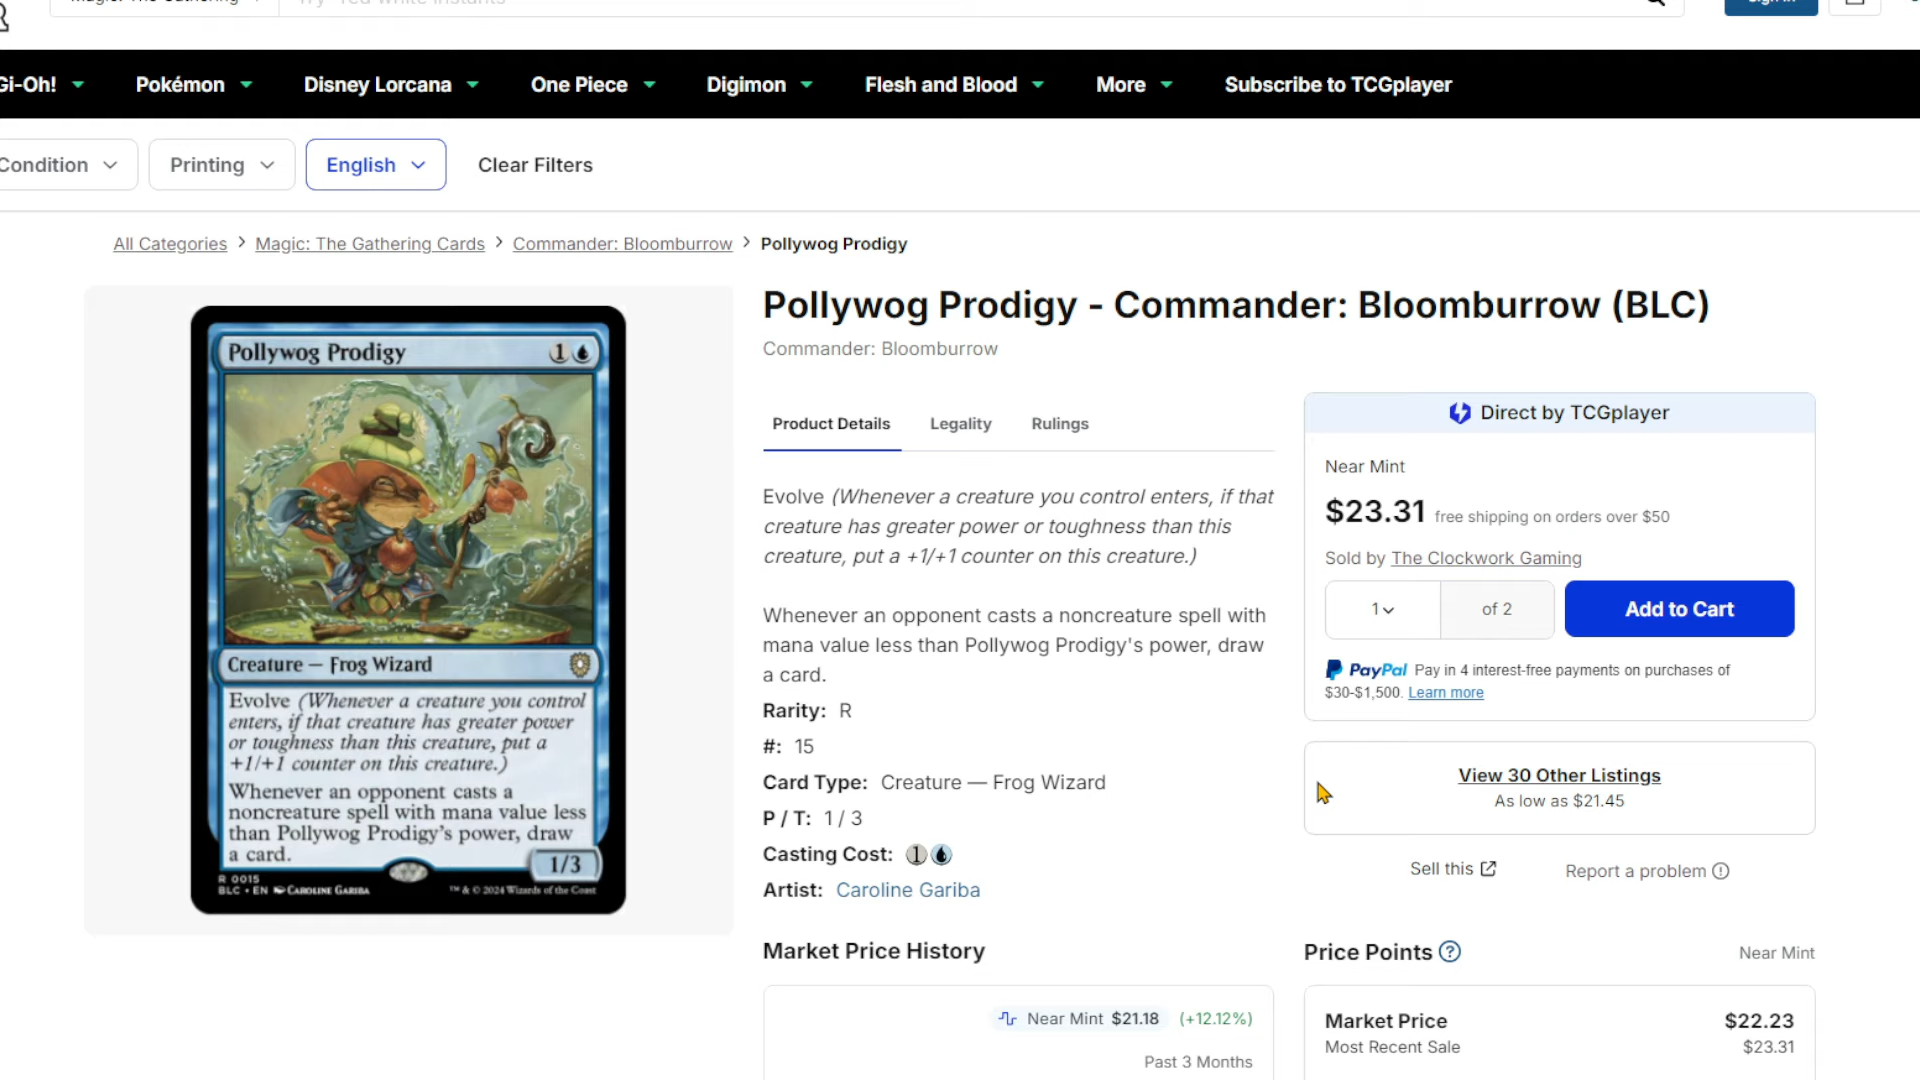 Gi-Oh!
Pokémon
Disney Lorcana
One Piece
Digimon
Flesh and Blood
More
Subscribe to TCGplayer
Condition
Printing
English
Clear Filters
All Categories > Magic: The Gathering Cards > Commander: Bloomburrow > Pollywog Prodigy
Pollywog Prodigy 1
Creature — Frog Wizard
Evolve (Whenever a creature you control
enters, if that creature has greater power
or toughness than this creature, put a
+1/+1 counter on this creature.)
Whenever an opponent casts a
noncreature spell with mana value less
than Pollywog Prodigy's power, draw
a card.
1/3
R 0015
BLC • EN CAROLINE GARIBA
™ & © 2024 Wizards of the Coast
Pollywog Prodigy - Commander: Bloomburrow (BLC)
Commander: Bloomburrow
Product Details
Legality
Rulings
Evolve (Whenever a creature you control enters, if that
creature has greater power or toughness than this
creature, put a +1/+1 counter on this creature.)
Whenever an opponent casts a noncreature spell with
mana value less than Pollywog Prodigy's power, draw
a card.
Rarity: R
#: 15
Card Type: Creature — Frog Wizard
P / T: 1 / 3
Casting Cost: 1
Artist: Caroline Gariba
Market Price History
Near Mint $21.18 (+12.12%)
Past 3 Months
Direct by TCGplayer
Near Mint
$23.31 free shipping on orders over $50
Sold by The Clockwork Gaming
1 of 2
Add to Cart
PayPal Pay in 4 interest-free payments on purchases of
$30-$1,500. Learn more
View 30 Other Listings
As low as $21.45
Sell this
Report a problem
Price Points ?
Near Mint
Market Price $22.23
Most Recent Sale $23.31